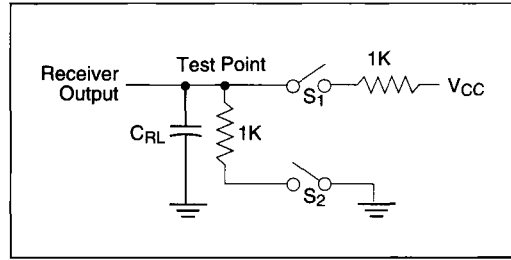 1K
Receiver
Output
Test Point
S1
VCC
CRL
1K
S2